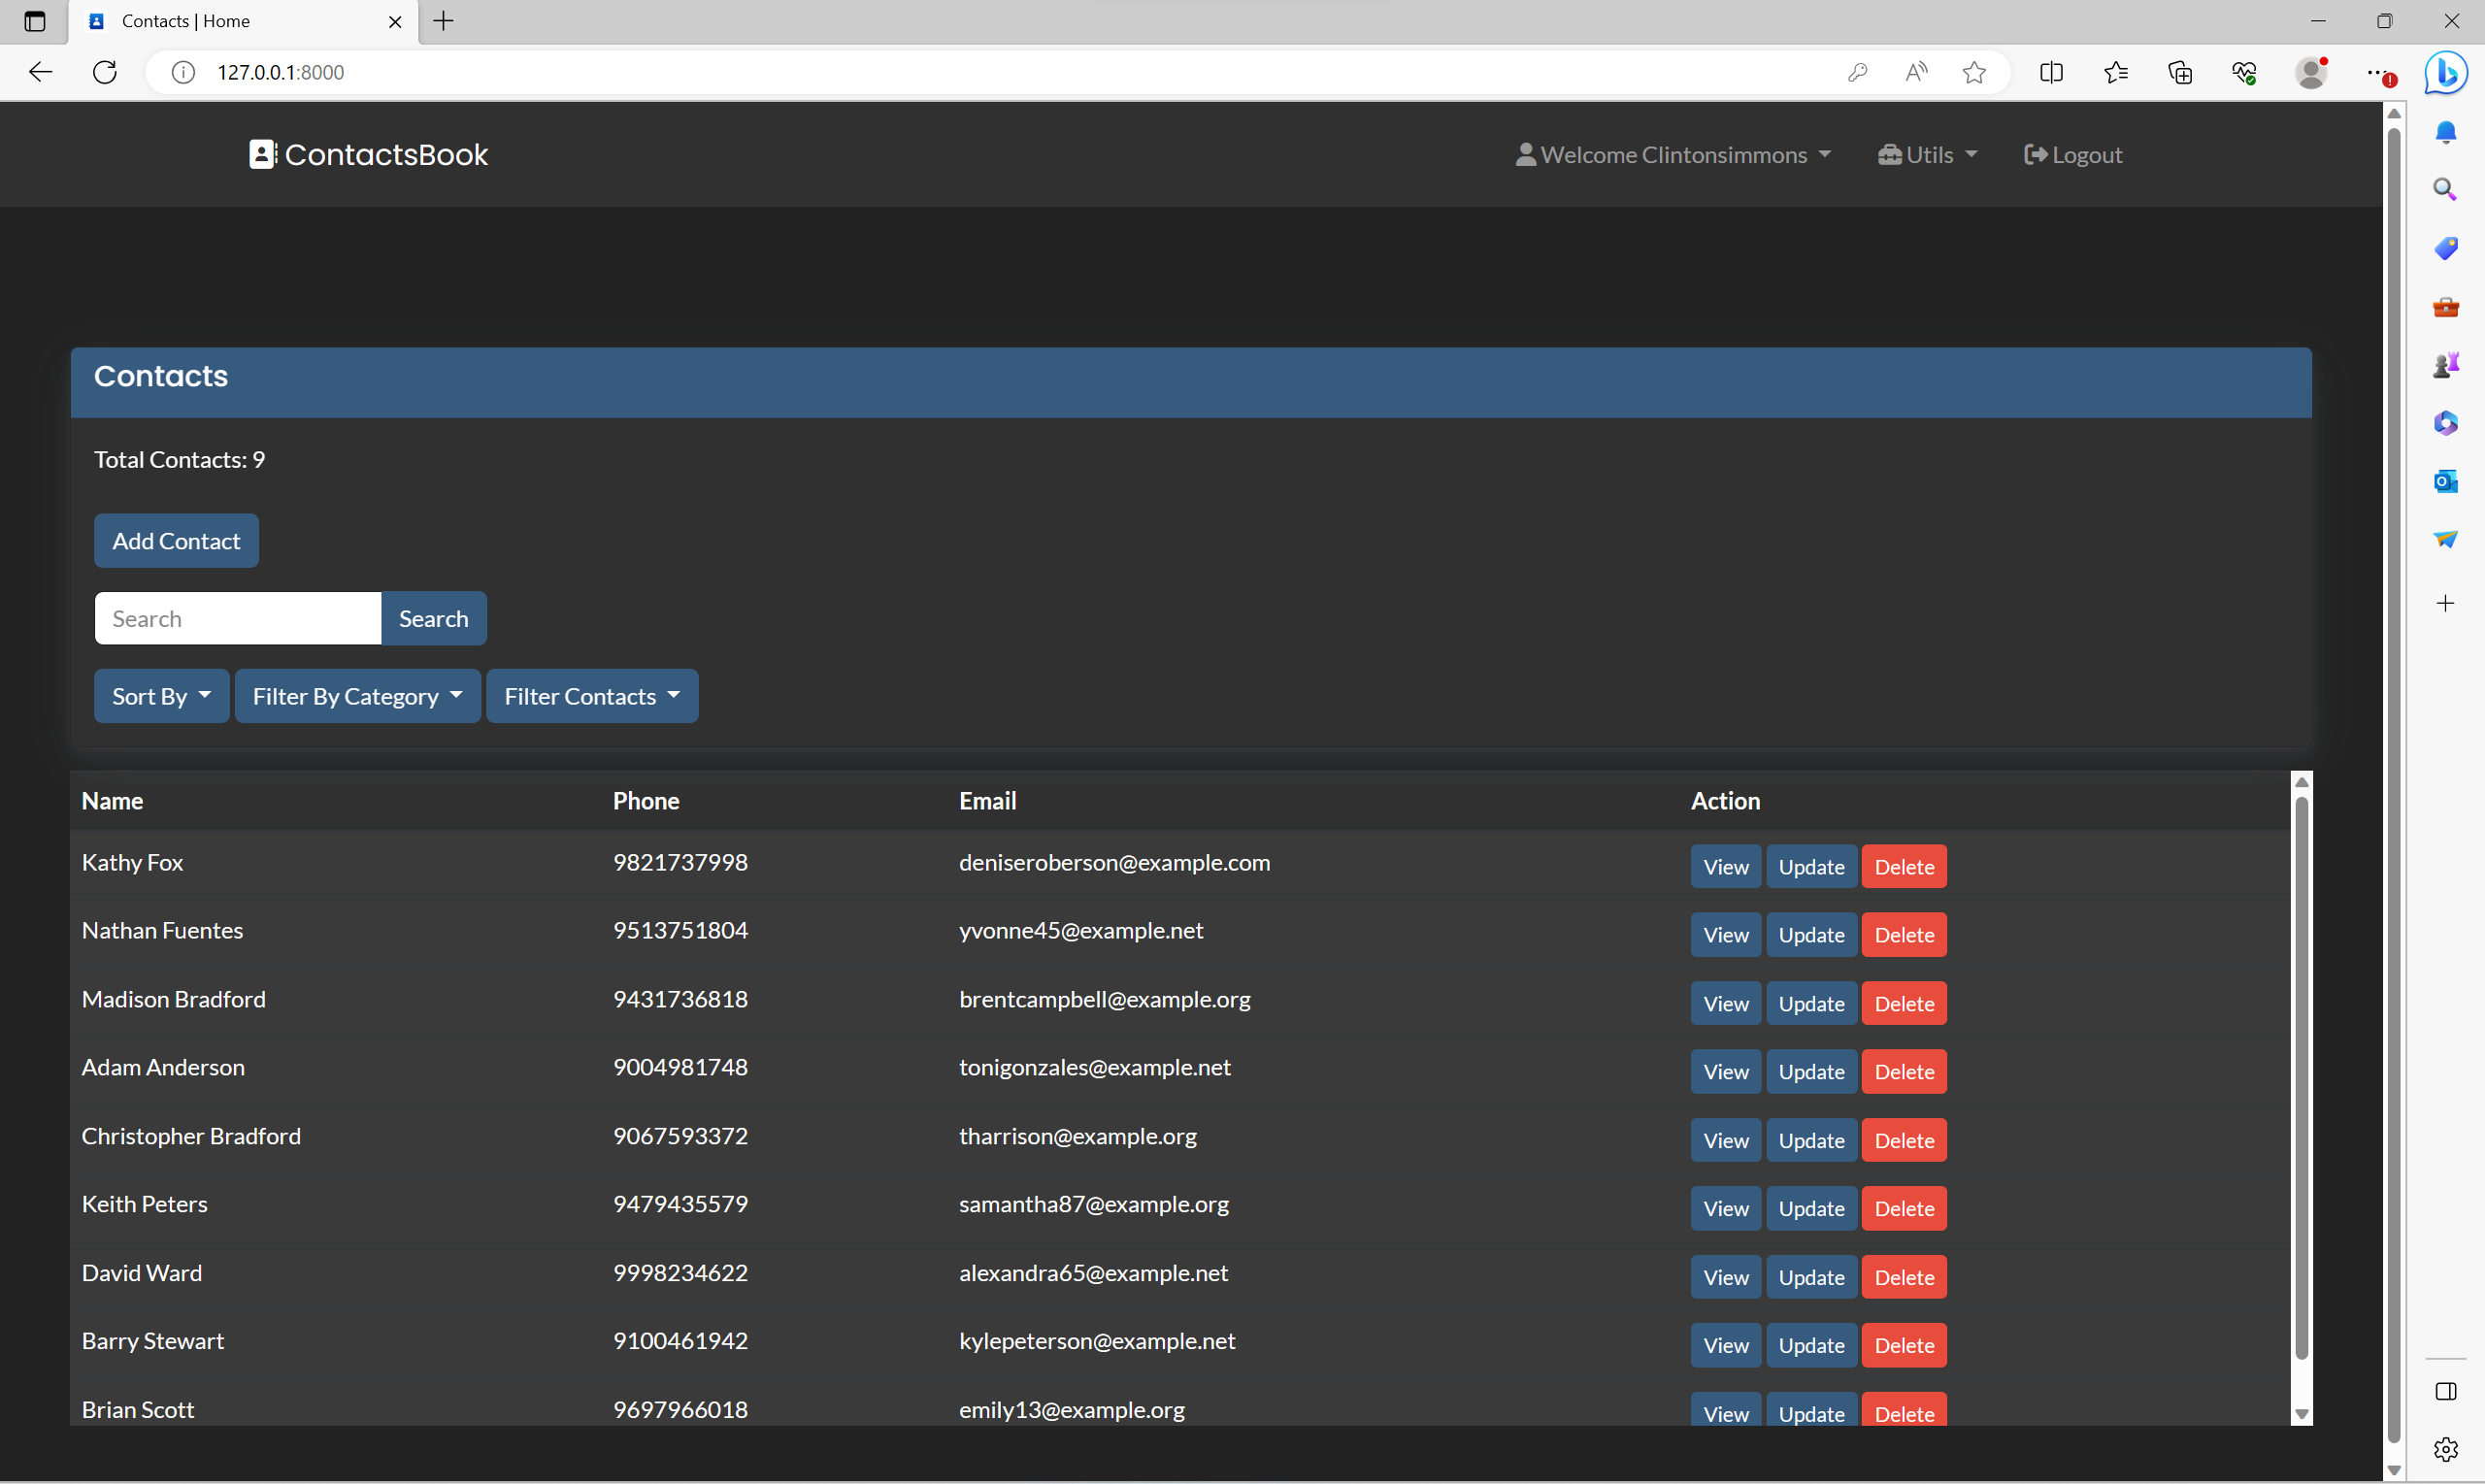 Contacts | Home
127.0.0.1:8000
ContactsBook
Welcome Clintonsimmons
Utils
Logout
Contacts
Total Contacts: 9
Add Contact
Search Search
Sort By Filter By Category Filter Contacts
Name Phone Email Action
Kathy Fox 9821737998 deniseroberson@example.com View Update Delete
Nathan Fuentes 9513751804 yvonne45@example.net View Update Delete
Madison Bradford 9431736818 brentcampbell@example.org View Update Delete
Adam Anderson 9004981748 tonigonzales@example.net View Update Delete
Christopher Bradford 9067593372 tharrison@example.org View Update Delete
Keith Peters 9479435579 samantha87@example.org View Update Delete
David Ward 9998234622 alexandra65@example.net View Update Delete
Barry Stewart 9100461942 kylepeterson@example.net View Update Delete
Brian Scott 9697966018 emily13@example.org View Update Delete